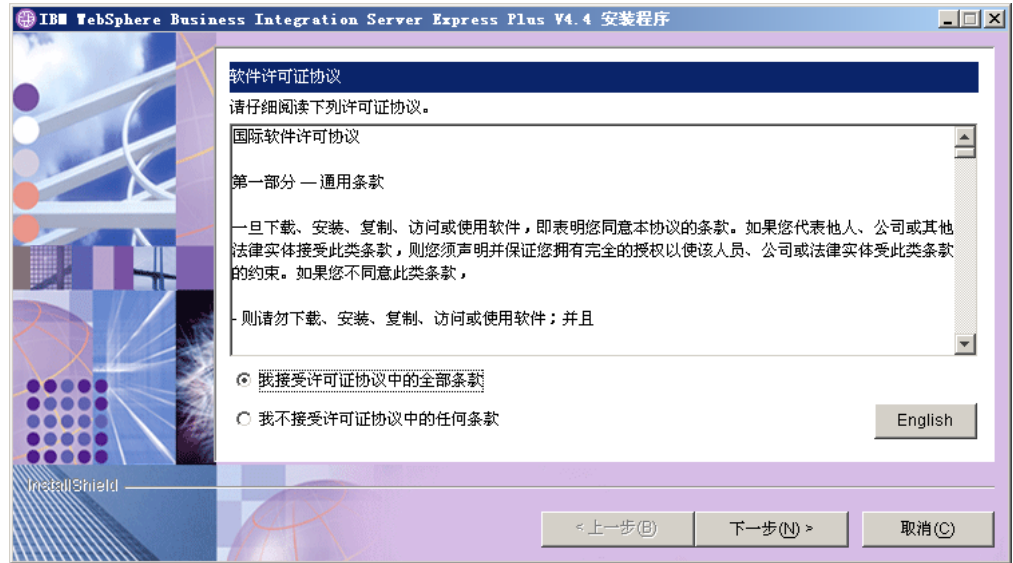 IBM WebSphere Business Integration Server Express Plus V4.4 安装程序
软件许可证协议
请仔细阅读下列许可证协议。
国际软件许可协议
第一部分 — 通用条款
一旦下载、安装、复制、访问或使用软件，即表明您同意本协议的条款。如果您代表他人、公司或其他
法律实体接受此类条款，则您须声明并保证您拥有完全的授权以使该人员、公司或法律实体受此类条款
的约束。如果您不同意此类条款，
- 则请勿下载、安装、复制、访问或使用软件；并且
我接受许可证协议中的全部条款
我不接受许可证协议中的任何条款
English
InstallShield
< 上一步(B)
下一步(N) >
取消(C)